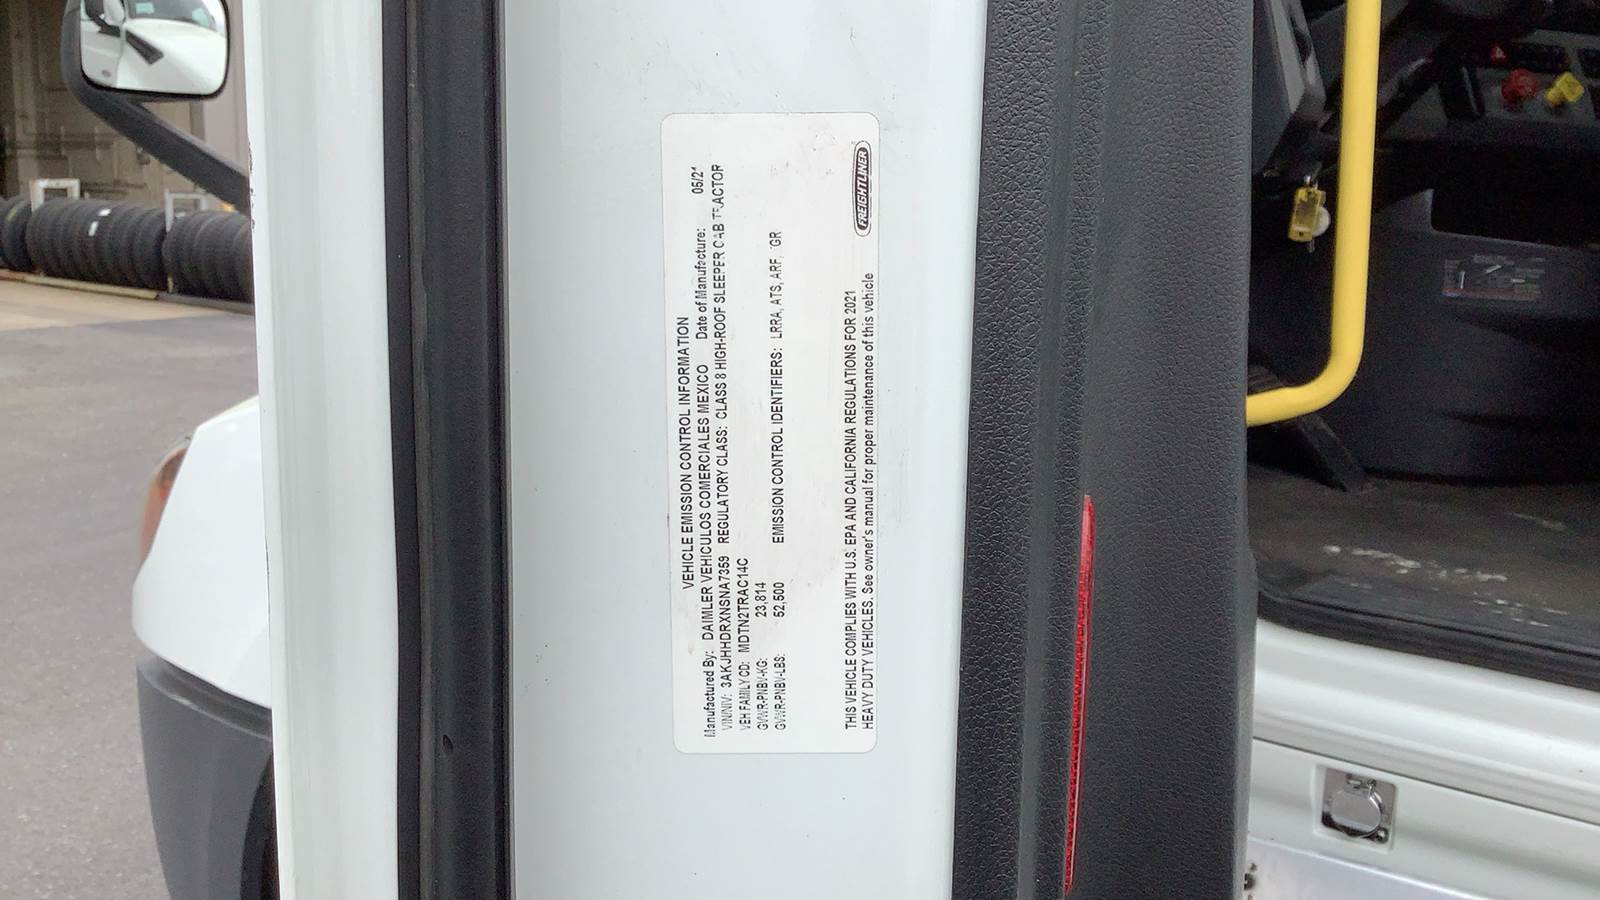 VEHICLE EMISSION CONTROL INFORMATION
Manufactured By: DAIMLER VEHICULOS COMERCIALES MEXICO Date of Manufacture: 05/2
VIN/NIV: 3AKJHHDRXNSNA7359 REGULATORY CLASS: CLASS 8 HIGH-ROOF SLEEPER CAB TRACTOR
VEH FAMILY CD: MDTN2TRAC14C
GVWR-PNBV-KG: 23,814
GVWR-PNBV-LBS: 52,500 EMISSION CONTROL IDENTIFIERS: LRRA, ATS, ARF,
THIS VEHICLE COMPLIES WITH U.S. EPA AND CALIFORNIA REGULATIONS FOR 2021
HEAVY DUTY VEHICLES. See owner's manual for proper maintenance of this vehicle
FREIGHTLINER